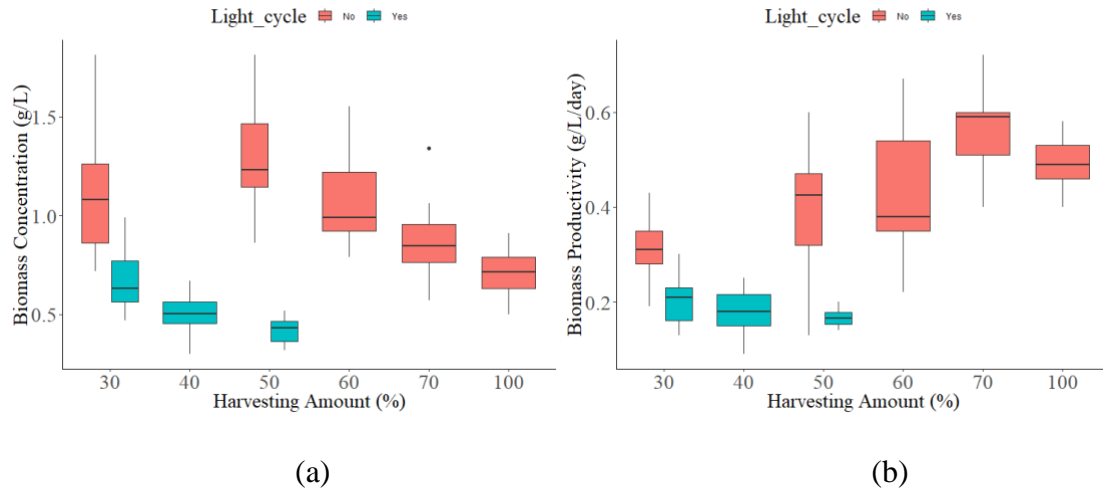 Light_cycle No Yes
Biomass Concentration (g/L)
1.5
1.0
0.5
30 40 50 60 70 100
Harvesting Amount (%)
(a)
Light_cycle No Yes
Biomass Productivity (g/L/day)
0.6
0.4
0.2
30 40 50 60 70 100
Harvesting Amount (%)
(b)